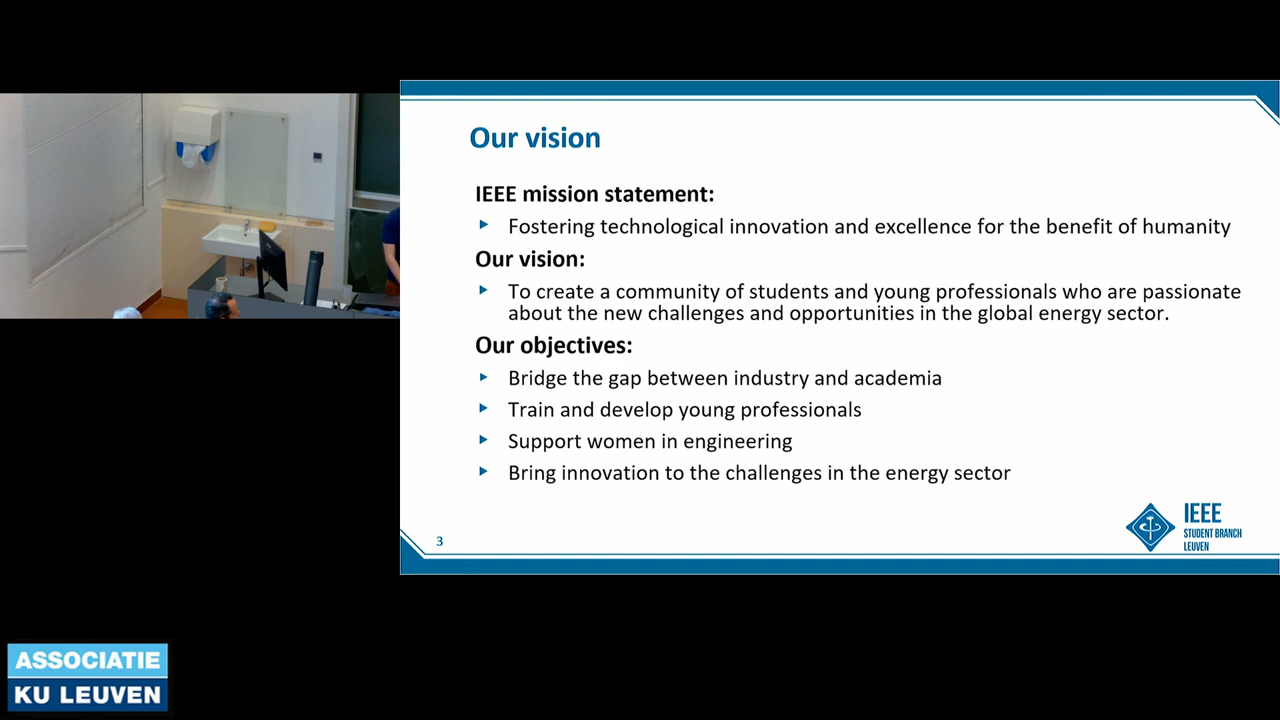 Our vision
IEEE mission statement:
Fostering technological innovation and excellence for the benefit of humanity
Our vision:
To create a community of students and young professionals who are passionate
about the new challenges and opportunities in the global energy sector.
Our objectives:
Bridge the gap between industry and academia
Train and develop young professionals
Support women in engineering
Bring innovation to the challenges in the energy sector
3
IEEE
STUDENT BRANCH
LEUVEN
ASSOCIATIE
KU LEUVEN